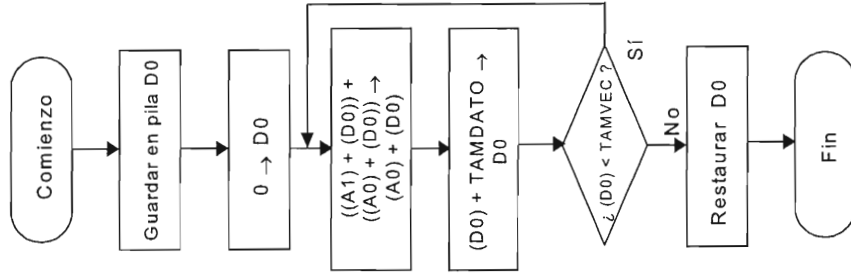 Comienzo
Guardar en pila D0
0 → D0
((A1) + (D0)) +
((A0) + (D0)) →
(A0) + (D0)
(D0) + TAMDATO →
D0
¿ (D0) < TAMVEC ?
Sí
No
Restaurar D0
Fin